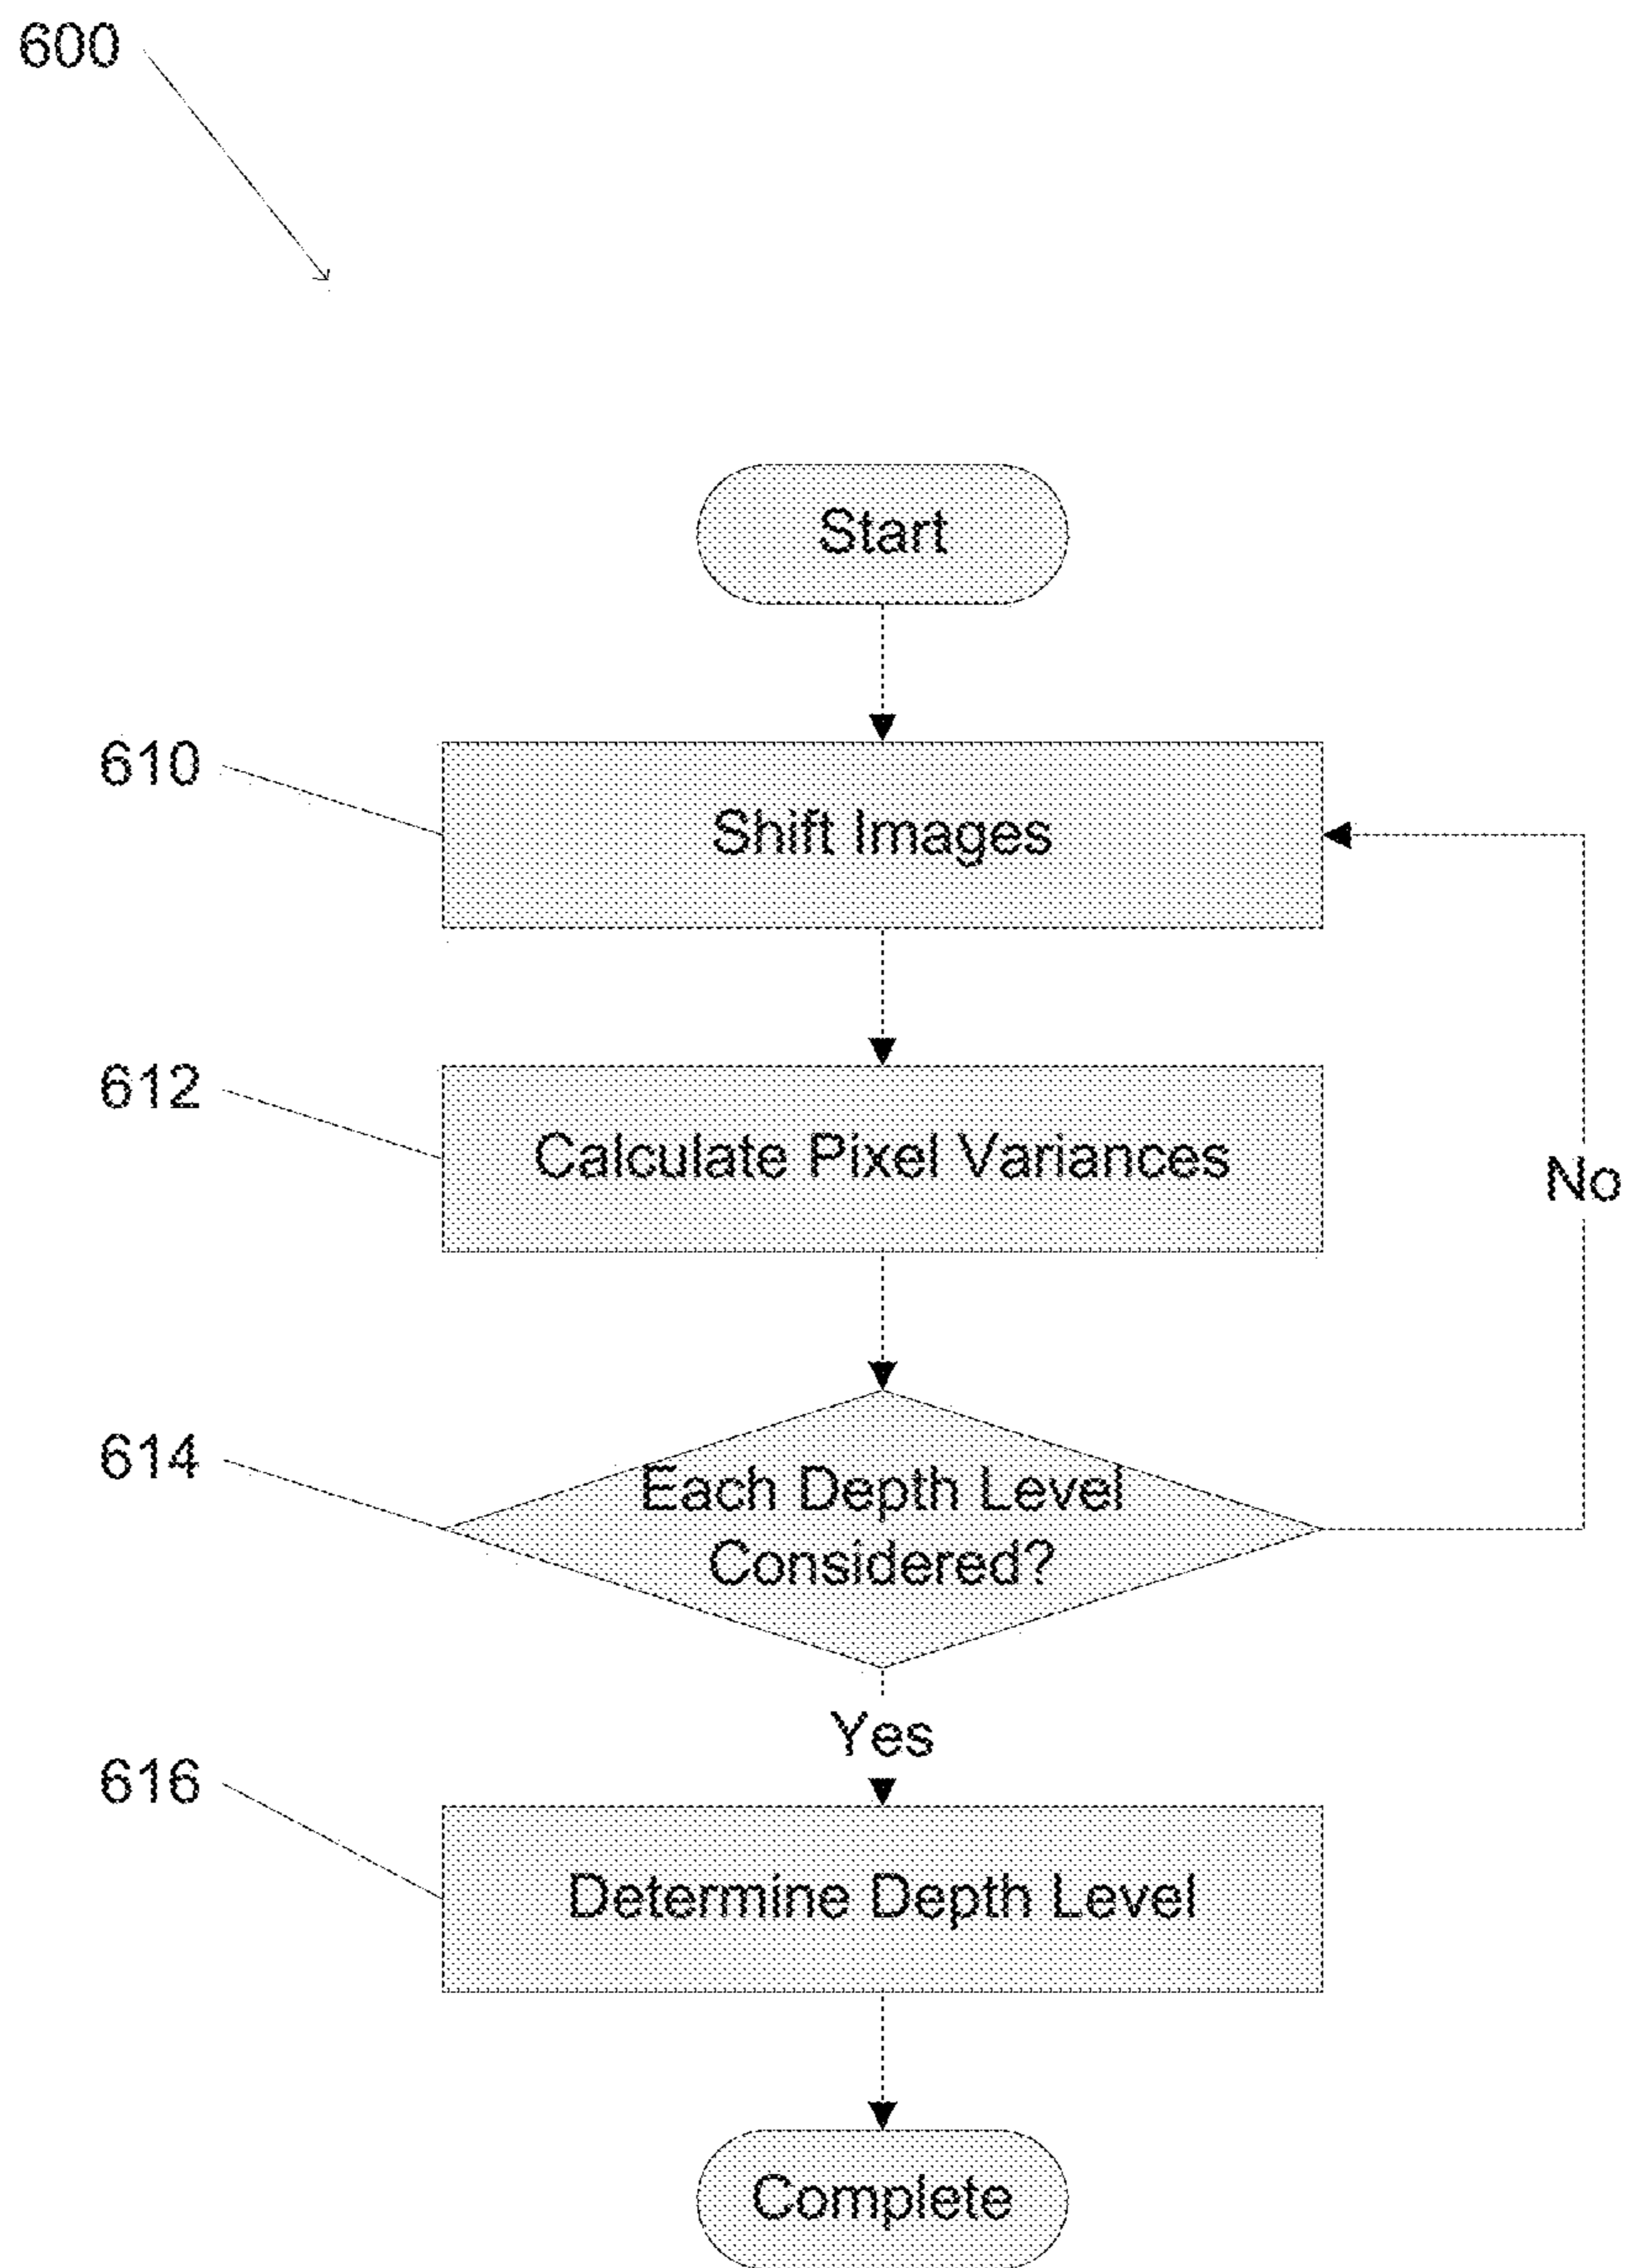 600
Start
610
Shift Images
612
Calculate Pixel Variances
No
614
Each Depth Level
Considered?
Yes
616
Determine Depth Level
Complete